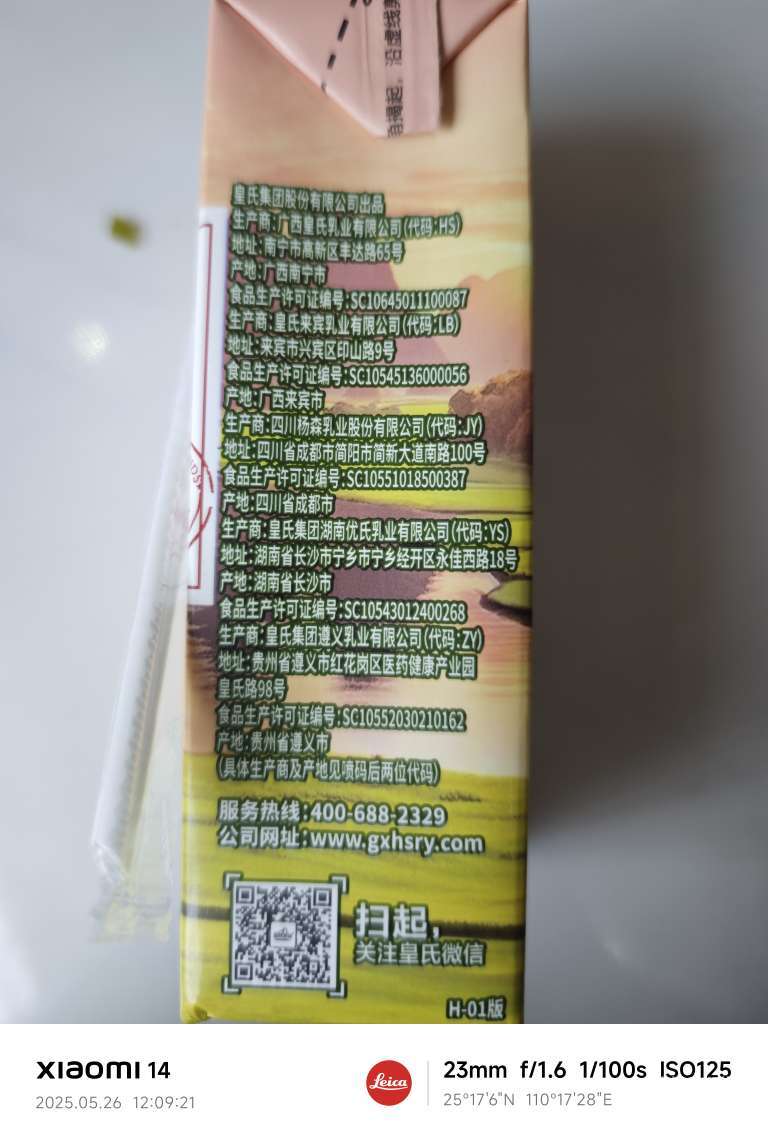 沿虚线剪
皇氏集团股份有限公司出品
生产商:广西皇氏乳业有限公司(代码:HS)
地址:南宁市高新区丰达路65号
产地:广西南宁市
食品生产许可证编号:SC10645011100087
生产商:皇氏来宾乳业有限公司(代码:LB)
地址:来宾市兴宾区印山路9号
食品生产许可证编号:SC10545136000056
产地:广西来宾市
生产商:四川杨森乳业股份有限公司(代码:JY)
地址:四川省成都市简阳市简新大道南路100号
食品生产许可证编号:SC10551018500387
产地:四川省成都市
生产商:皇氏集团湖南优氏乳业有限公司(代码:YS)
地址:湖南省长沙市宁乡市宁乡经开区永佳西路18号
产地:湖南省长沙市
食品生产许可证编号:SC10543012400268
生产商:皇氏集团遵义乳业有限公司(代码:ZY)
地址:贵州省遵义市红花岗区医药健康产业园
皇氏路98号
食品生产许可证编号:SC10552030210162
产地:贵州省遵义市
(具体生产商及产地见喷码后两位代码)
服务热线:400-688-2329
公司网址:www.gxhsry.com
扫起,
关注皇氏微信
H-01版
XIAOMI 14
2025.05.26 12:09:21
Leica
23mm f/1.6 1/100s ISO125
25°17'6"N 110°17'28"E